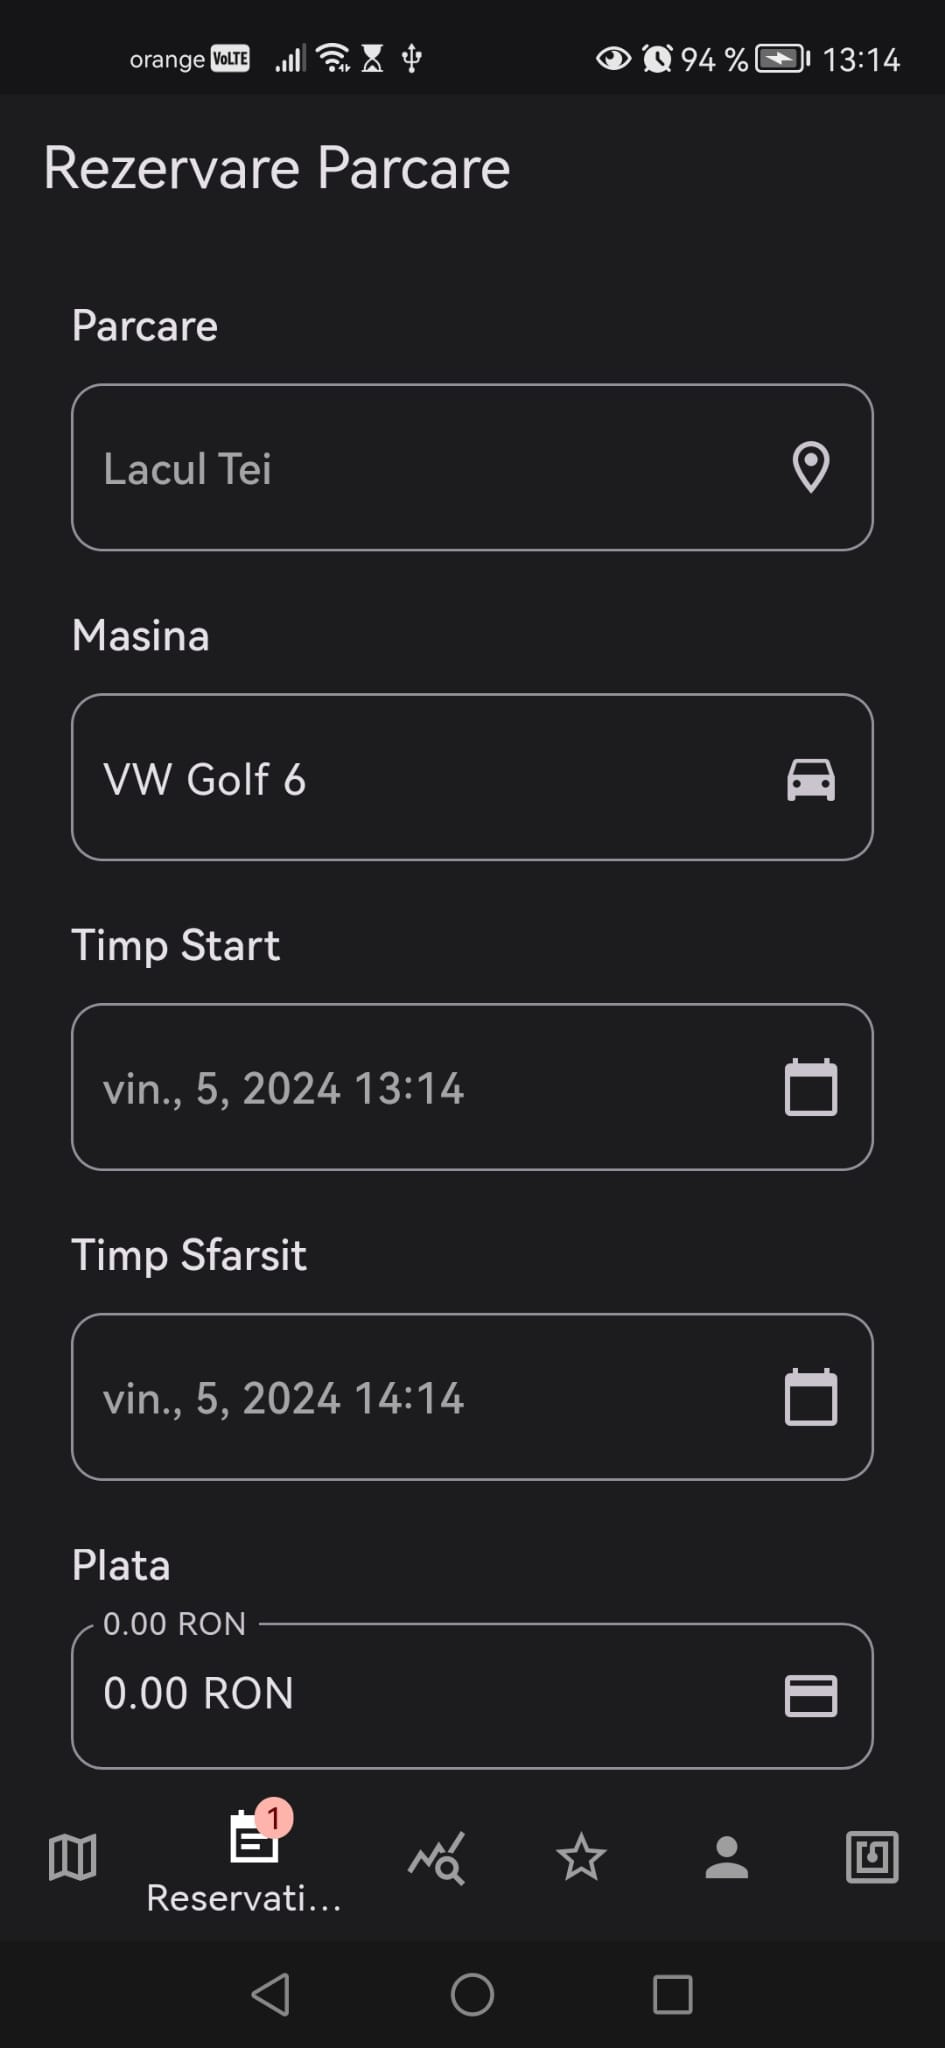 orange VoLTE 94 % 13:14
Rezervare Parcare
Parcare
Lacul Tei
Masina
VW Golf 6
Timp Start
vin., 5, 2024 13:14
Timp Sfarsit
vin., 5, 2024 14:14
Plata
0.00 RON
0.00 RON
1
Reservati...